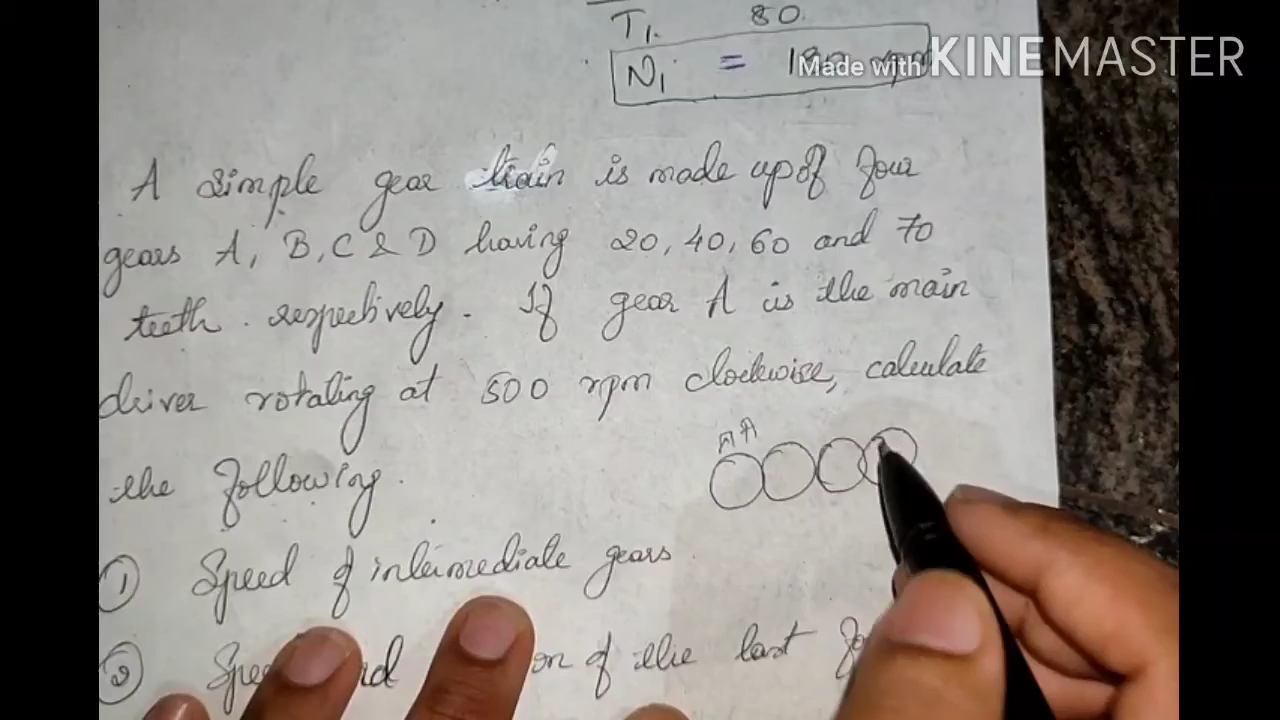 T1. 80
N1 =
Made with KINEMASTER
A simple gear train is made up of four
gears A, B, C & D having 20, 40, 60 and 70
teeth. respectively. If gear A is the main
driver rotating at 500 rpm clockwise, calculate
the following.
A A
① Speed of intermediate gears
② of the last